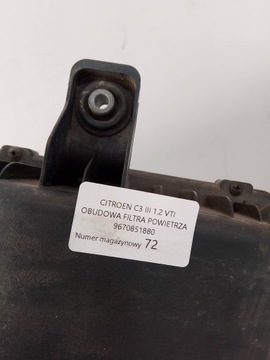 CITROEN C3 III 1.2 VTI
OBUDOWA FILTRA POWIETRZA
9670851880
Numer magazynowy 72